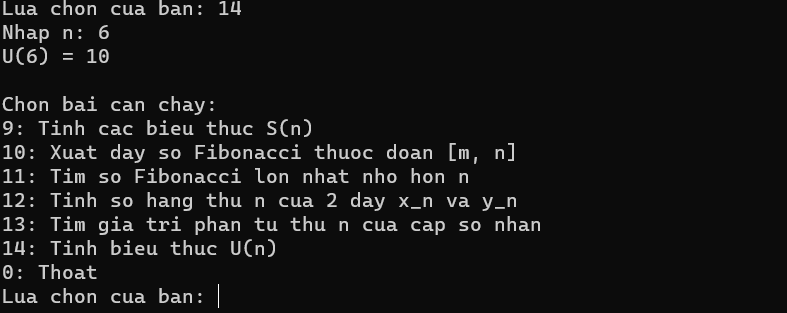 Lua chon cua ban: 14
Nhap n: 6
U(6) = 10
Chon bai can chay:
9: Tinh cac bieu thuc S(n)
10: Xuat day so Fibonacci thuoc doan [m, n]
11: Tim so Fibonacci lon nhat nho hon n
12: Tinh so hang thu n cua 2 day x_n va y_n
13: Tim gia tri phan tu thu n cua cap so nhan
14: Tinh bieu thuc U(n)
0: Thoat
Lua chon cua ban: